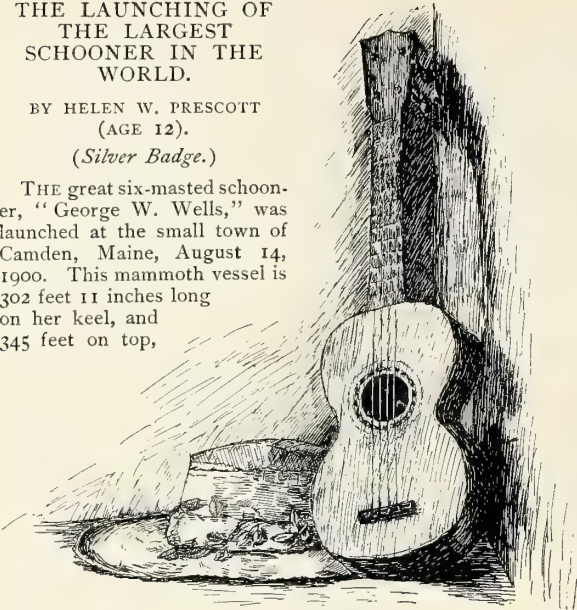 THE LAUNCHING OF
THE LARGEST
SCHOONER IN THE
WORLD.
BY HELEN W. PRESCOTT
(AGE 12).
(Silver Badge.)
THE great six-masted schoon-
er, "George W. Wells," was
launched at the small town of
Camden, Maine, August 14,
1900. This mammoth vessel is
302 feet 11 inches long
on her keel, and
345 feet on top,